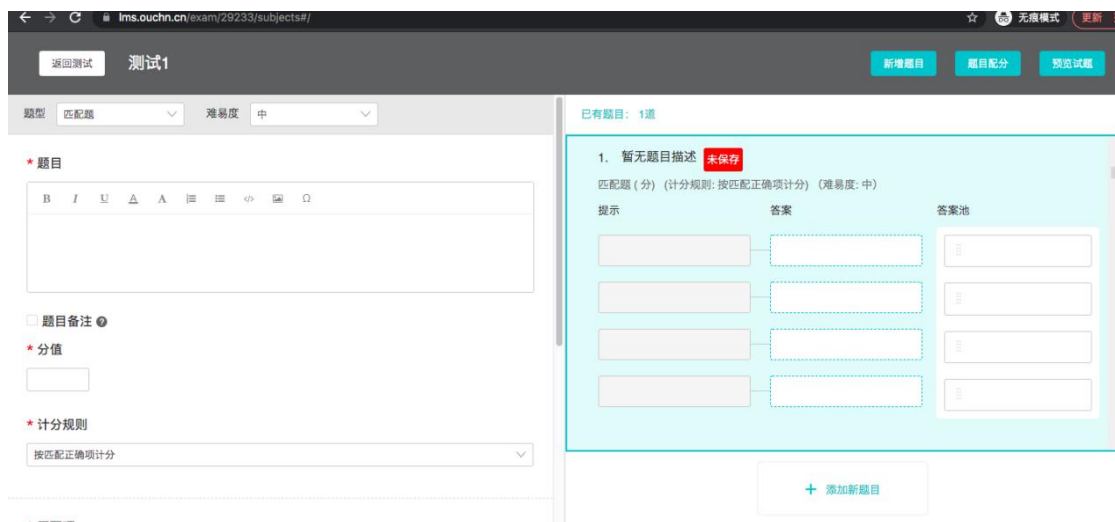 lms.ouchn.cn/exam/29233/subjects#/
无痕模式
更新
返回测试
测试1
新增题目
题目配分
预览试题
题型 匹配题 难易度 中
* 题目
B I U A A </> Ω
题目备注
* 分值
* 计分规则
按匹配正确项计分
已有题目: 1道
1. 暂无题目描述 未保存
匹配题 ( 分) (计分规则: 按匹配正确项计分) (难易度: 中)
提示 答案 答案池
+ 添加新题目